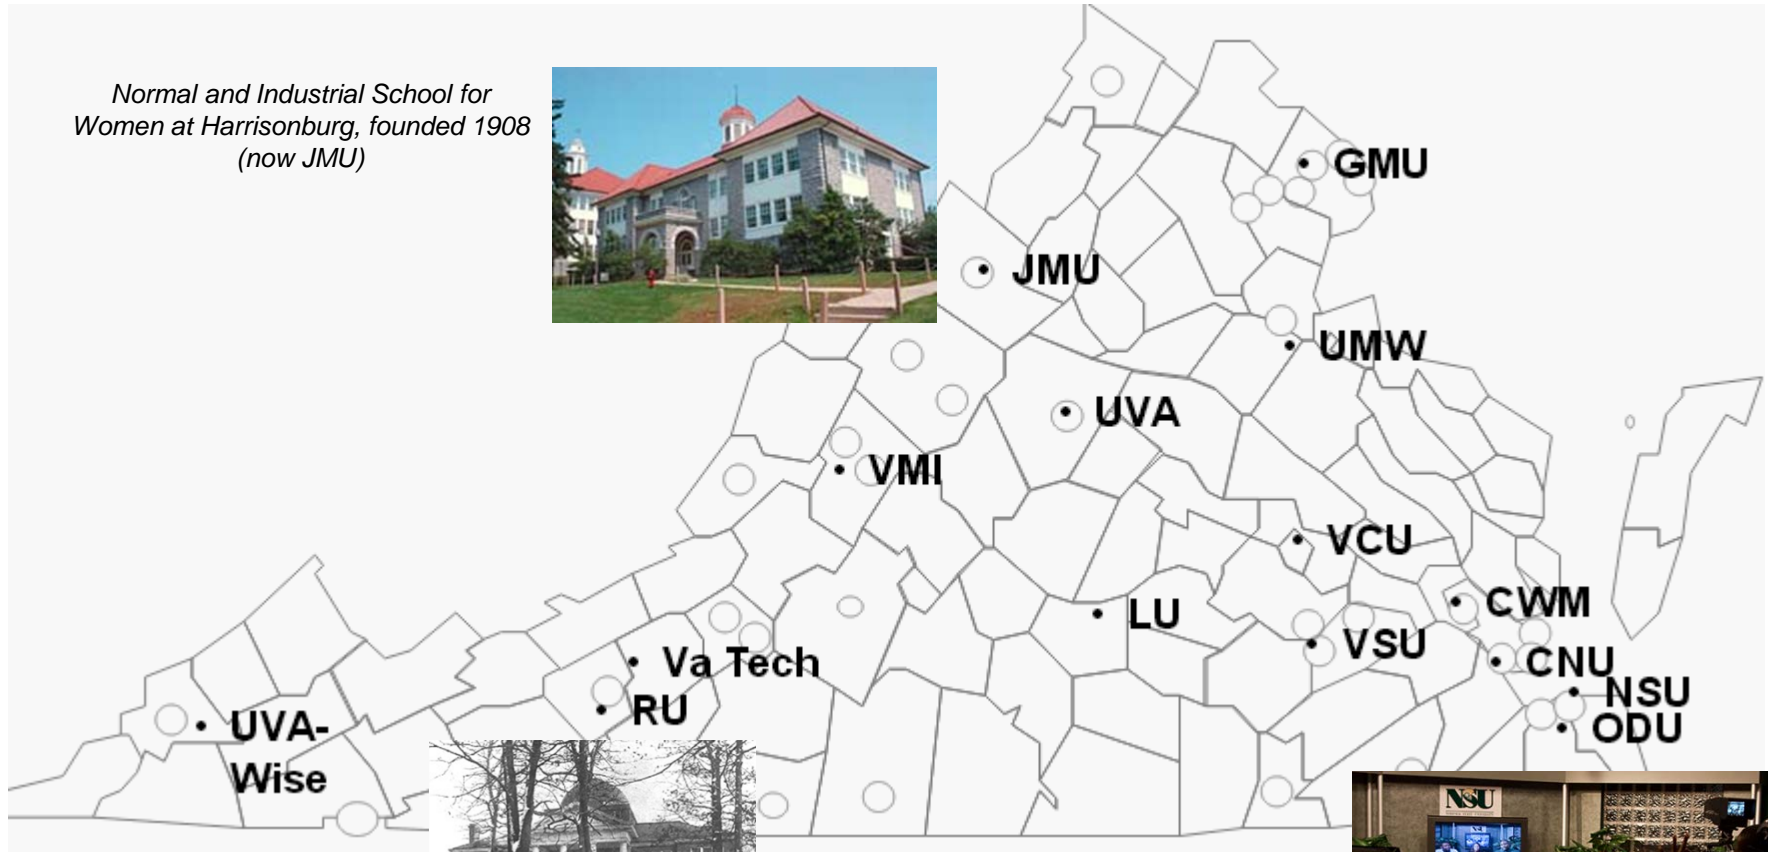 Normal and Industrial School for
Women at Harrisonburg, founded 1908
(now JMU)
GMU
JMU
UMW
UVA
VMI
VCU
CWM
LU
VSU
Va Tech
CNU
RU
NSU
UVA-
Wise
ODU
NSU